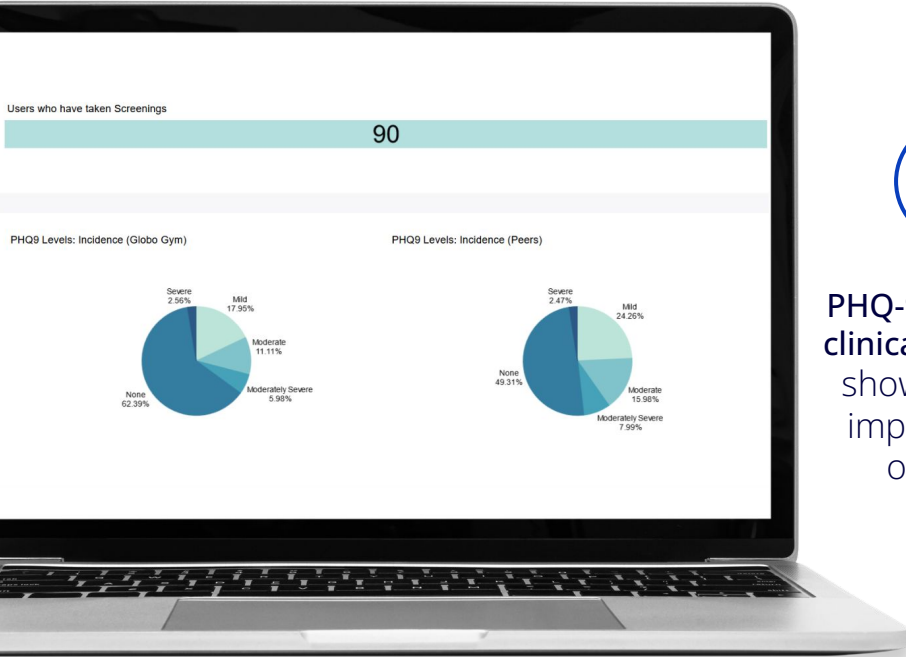 Users who have taken Screenings
90
PHQ9 Levels: Incidence (Globo Gym)
Severe
2.56%
Mild
17.95%
Moderate
11.11%
Moderately Severe
5.98%
None
62.39%
PHQ9 Levels: Incidence (Peers)
Severe
2.47%
Mild
24.26%
Moderate
15.98%
Moderately Severe
7.99%
None
49.31%
PHQ-
clinica
show
imp
o